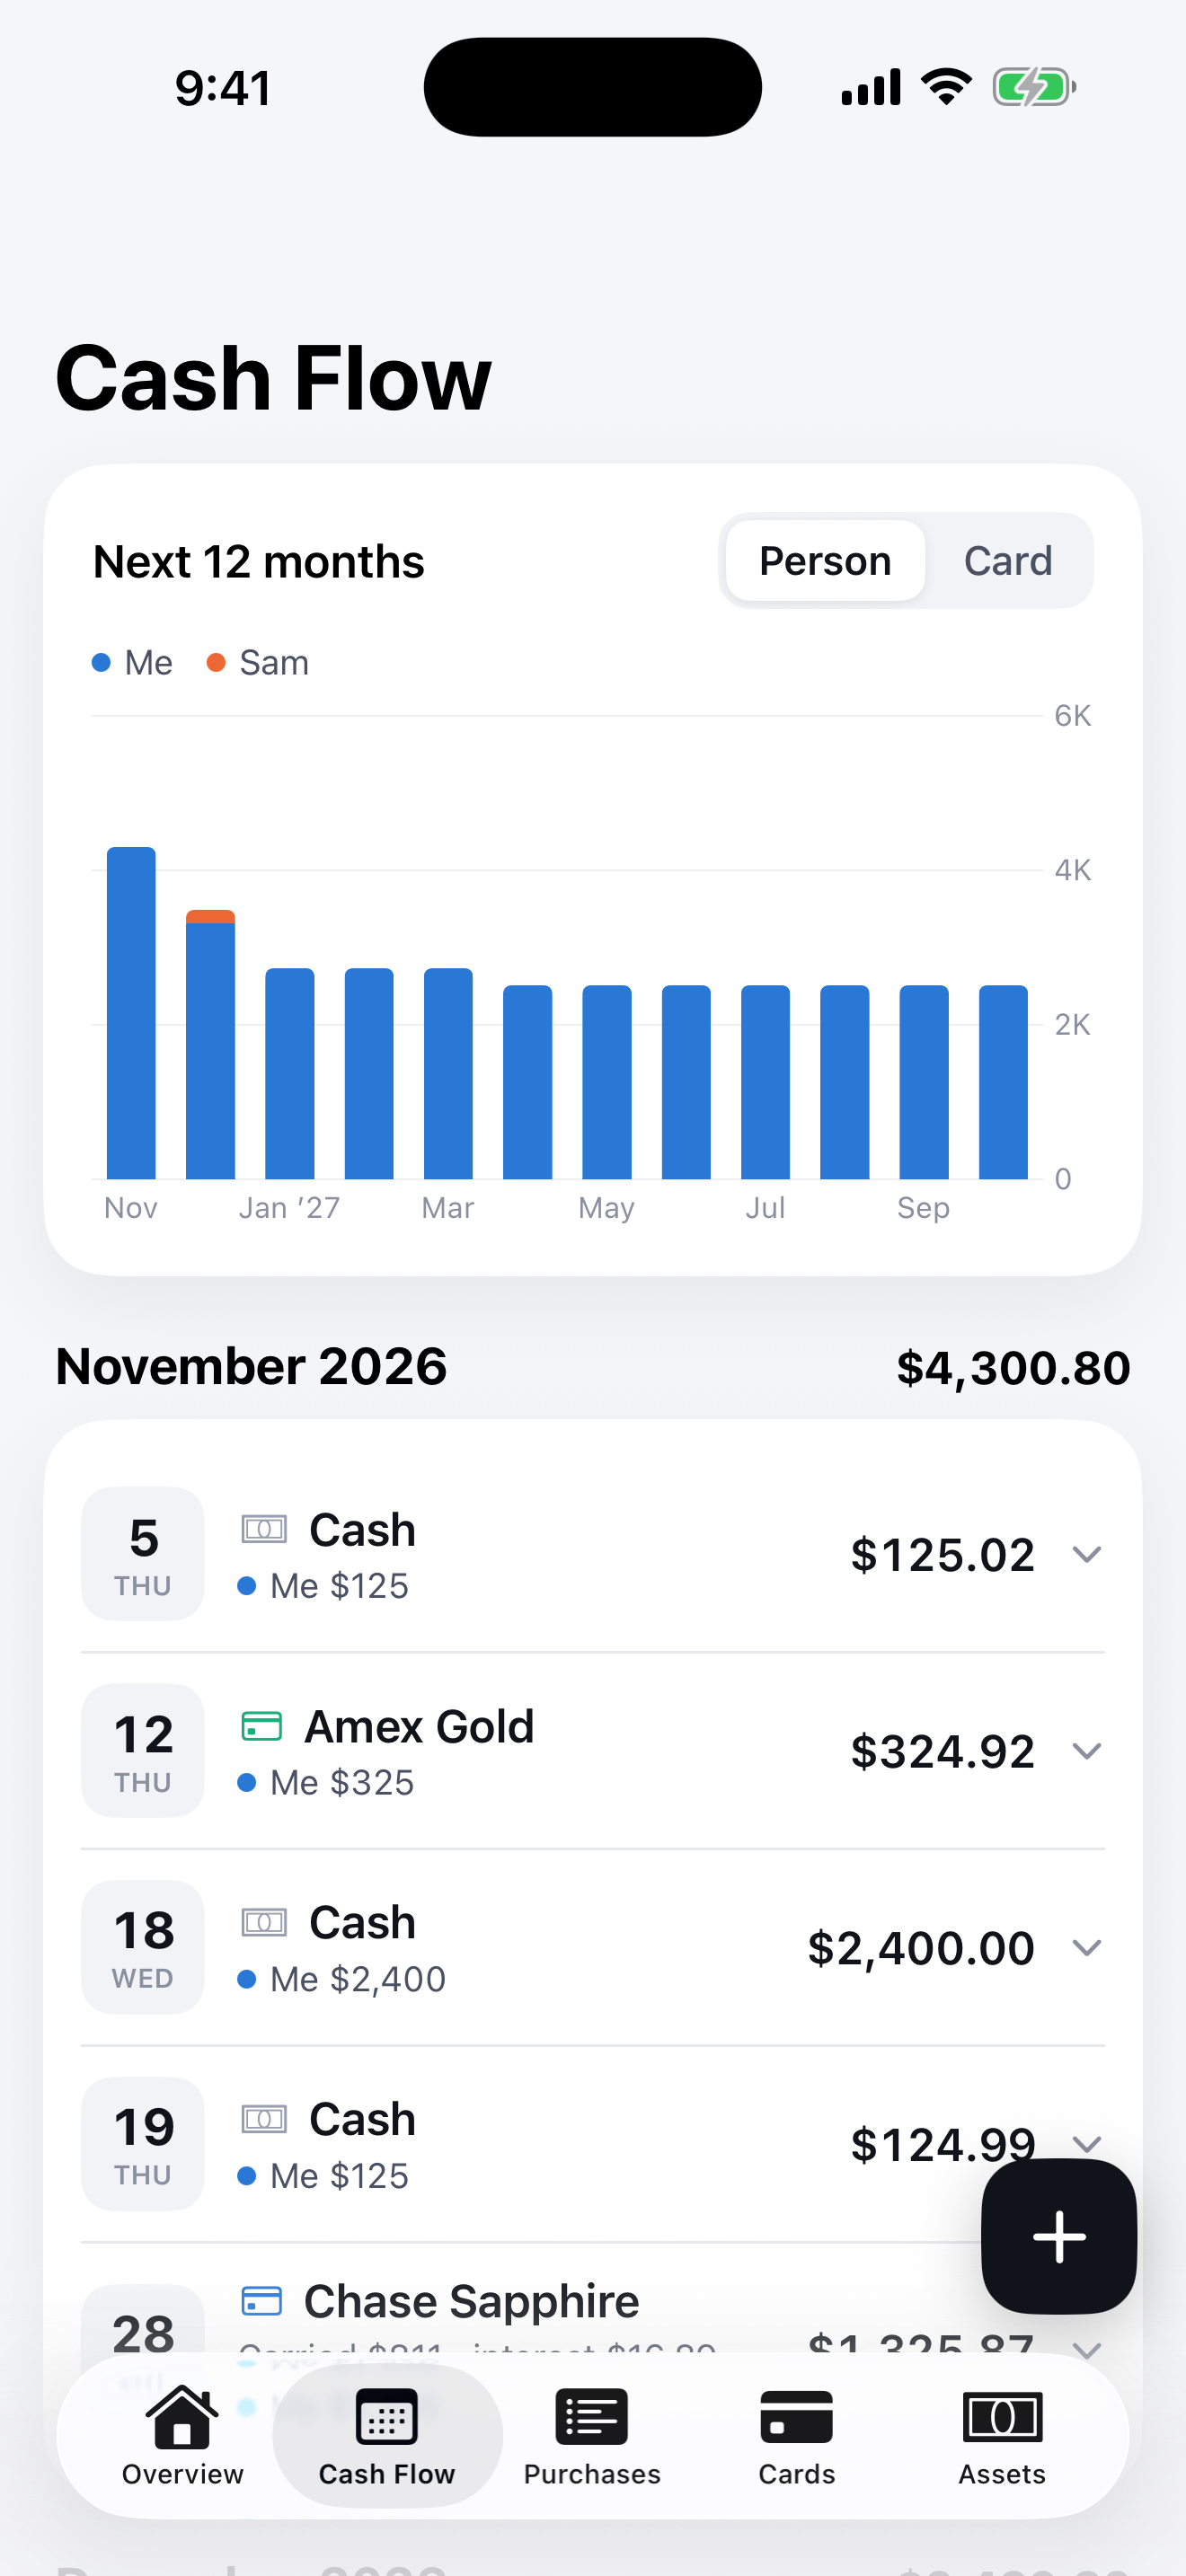 9:41
Cash Flow
Next 12 months
Person Card
Me Sam
6K
4K
2K
0
Nov Jan '27 Mar May Jul Sep
November 2026 $4,300.80
5 THU Cash $125.02
Me $125
12 THU Amex Gold $324.92
Me $325
18 WED Cash $2,400.00
Me $2,400
19 THU Cash $124.99
Me $125
28 Chase Sapphire
$1,325.87
Overview Cash Flow Purchases Cards Assets